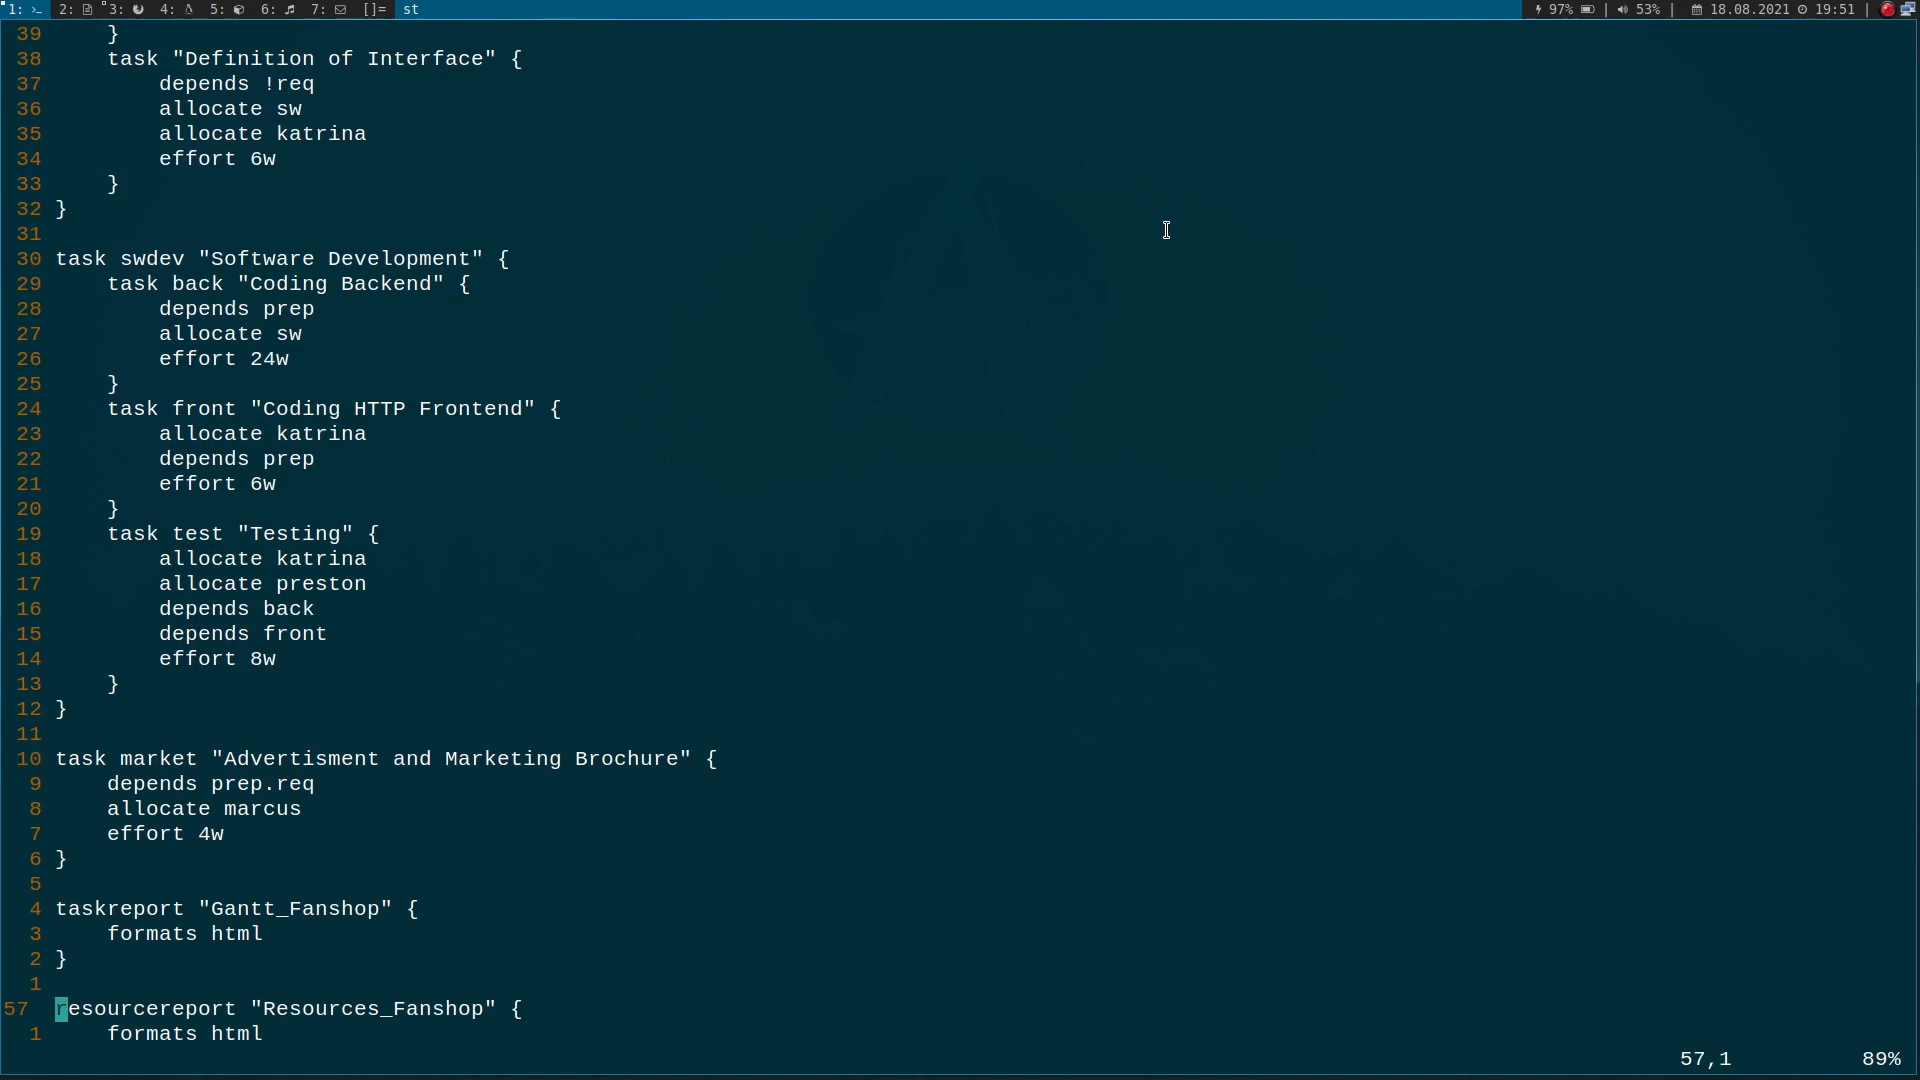 1: 2: 3: 4: 5: 6: 7: []= st 97% | 53% | 18.08.2021 19:51 |
39     }
38     task "Definition of Interface" {
37         depends !req
36         allocate sw
35         allocate katrina
34         effort 6w
33     }
32 }
31
30 task swdev "Software Development" {
29     task back "Coding Backend" {
28         depends prep
27         allocate sw
26         effort 24w
25     }
24     task front "Coding HTTP Frontend" {
23         allocate katrina
22         depends prep
21         effort 6w
20     }
19     task test "Testing" {
18         allocate katrina
17         allocate preston
16         depends back
15         depends front
14         effort 8w
13     }
12 }
11
10 task market "Advertisment and Marketing Brochure" {
9     depends prep.req
8     allocate marcus
7     effort 4w
6 }
5
4 taskreport "Gantt_Fanshop" {
3     formats html
2 }
1
57 resourcereport "Resources_Fanshop" {
1     formats html
57,1 89%